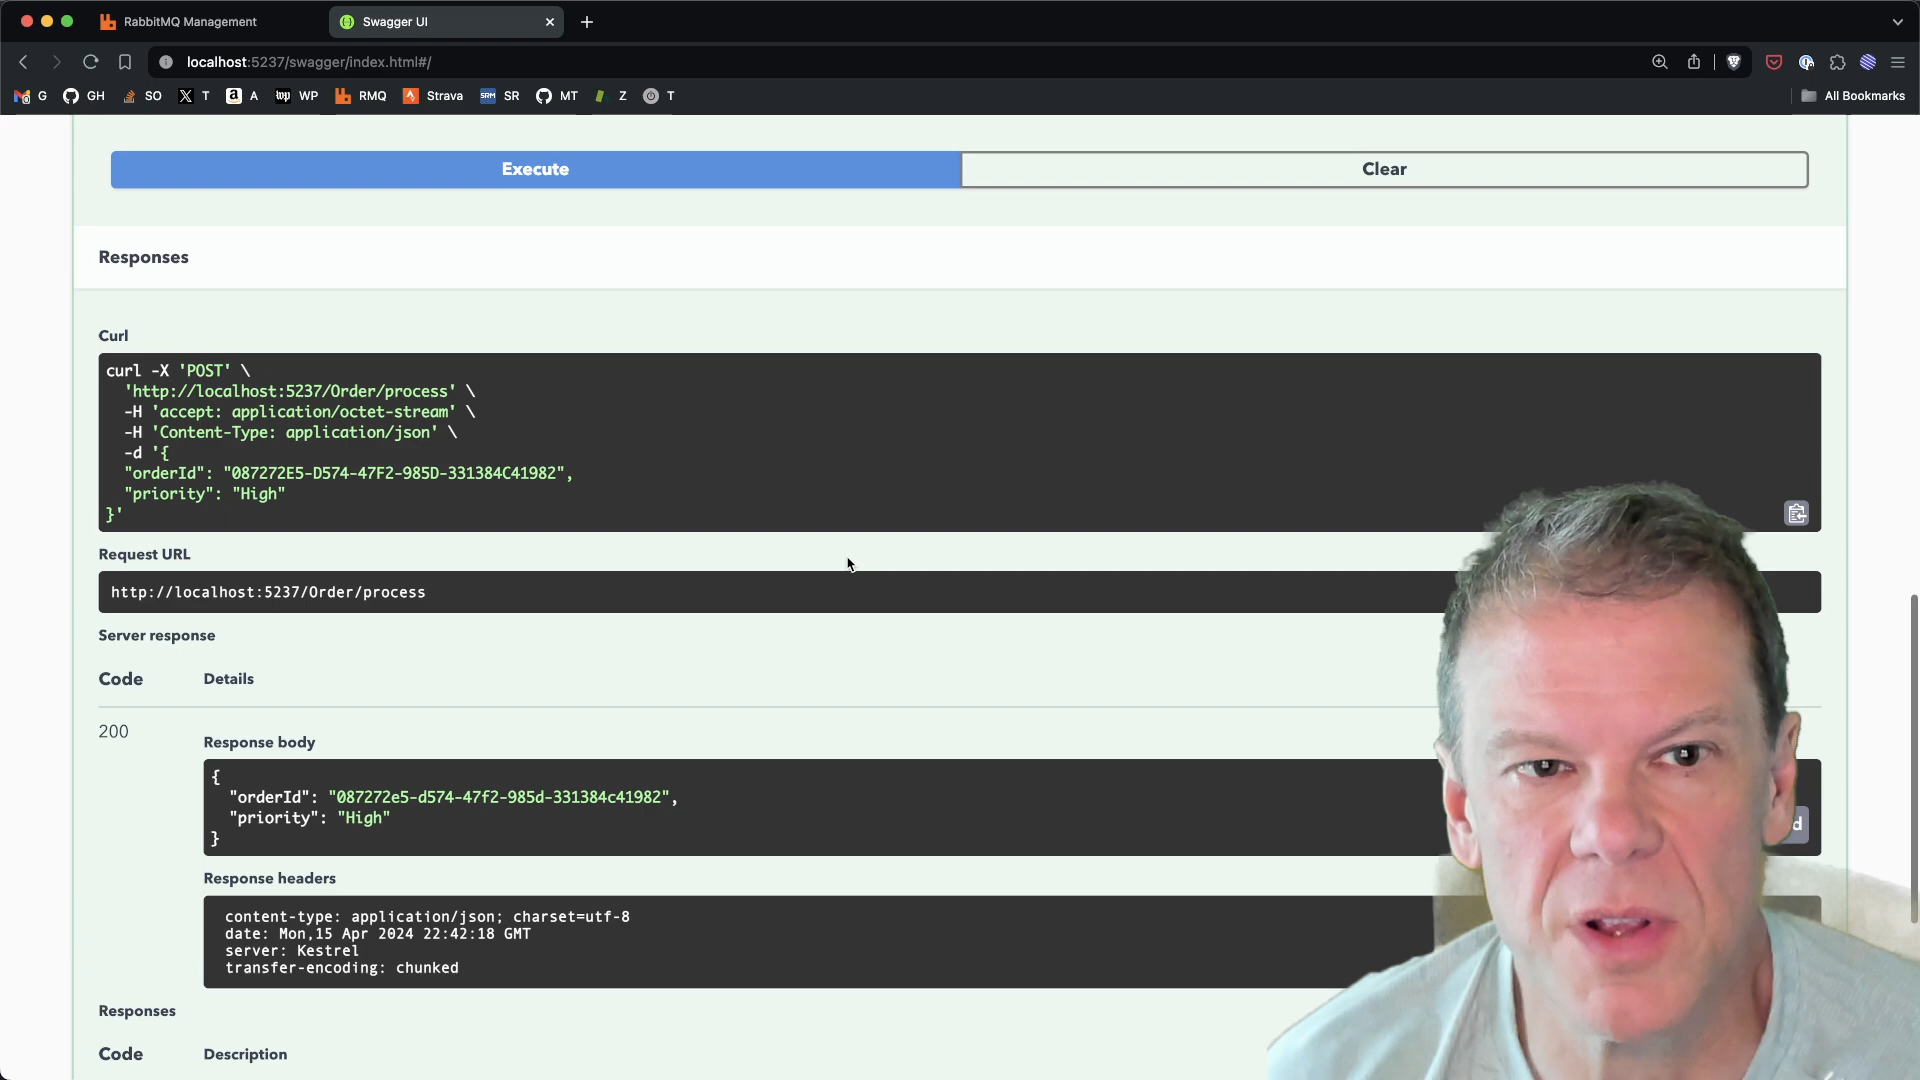 RabbitMQ Management
Swagger UI
localhost:5237/swagger/index.html#/
G GH SO T A WP RMQ Strava SR MT Z T All Bookmarks
Execute Clear
Responses
Curl
curl -X 'POST' \
'http://localhost:5237/Order/process' \
-H 'accept: application/octet-stream' \
-H 'Content-Type: application/json' \
-d '{
"orderId": "087272E5-D574-47F2-985D-331384C41982",
"priority": "High"
}'
Request URL
http://localhost:5237/Order/process
Server response
Code Details
200
Response body
{
"orderId": "087272e5-d574-47f2-985d-331384c41982",
"priority": "High"
}
Response headers
content-type: application/json; charset=utf-8
date: Mon,15 Apr 2024 22:42:18 GMT
server: Kestrel
transfer-encoding: chunked
Responses
Code Description